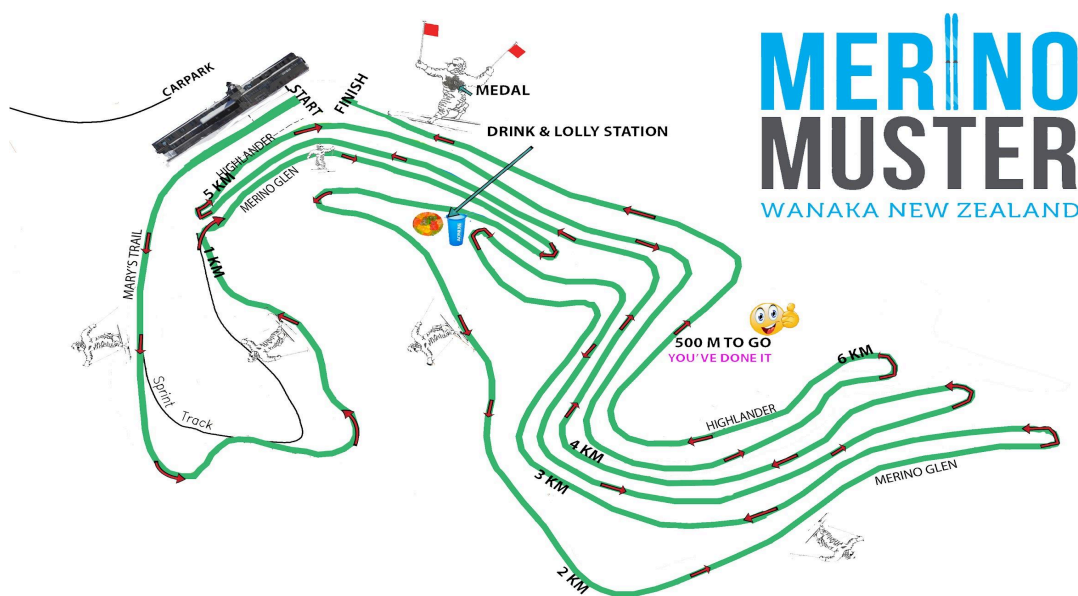 MERINO
MUSTER
WANAKA NEW ZEALAND
CARPARK
START
FINISH
MEDAL
DRINK & LOLLY STATION
HIGHLANDER
5 KM
MERINO GLEN
1 KM
MARY'S TRAIL
Sprint Track
500 M TO GO
YOU'VE DONE IT
6 KM
HIGHLANDER
4 KM
3 KM
MERINO GLEN
2 KM